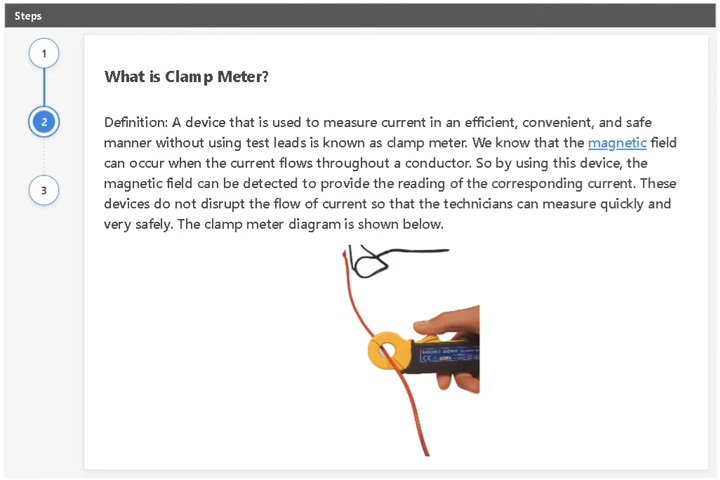 Steps
1
What is Clamp Meter?
2
Definition: A device that is used to measure current in an efficient, convenient, and safe
manner without using test leads is known as clamp meter. We know that the magnetic field
can occur when the current flows throughout a conductor. So by using this device, the
3
magnetic field can be detected to provide the reading of the corresponding current. These
devices do not disrupt the flow of current so that the technicians can measure quickly and
very safely. The clamp meter diagram is shown below.
CE